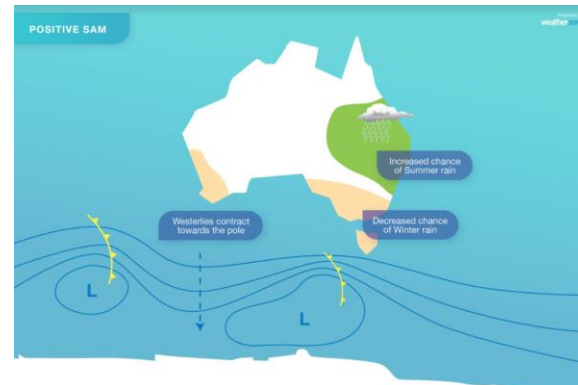 POSITIVE SAM
Increased chance
of Summer rain
Westerlies contract
towards the pole
Decreased chance
of Winter rain
L
L